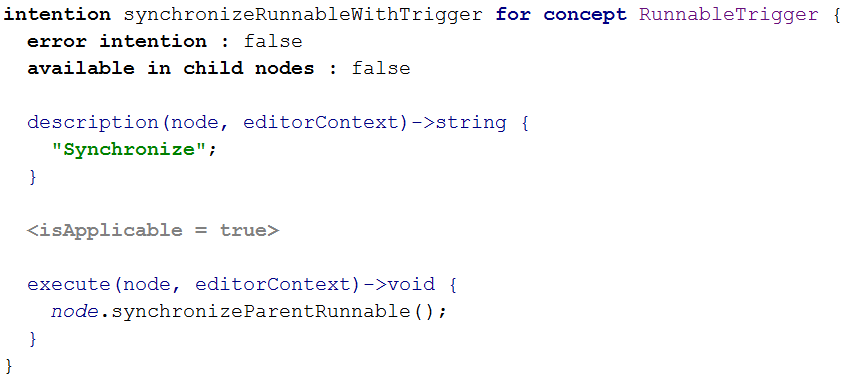 intention synchronizeRunnableWithTrigger for concept RunnableTrigger {
error intention : false
available in child nodes : false
description(node, editorContext)->string {
"Synchronize";
}
<isApplicable = true>
execute(node, editorContext)->void {
node.synchronizeParentRunnable();
}
}